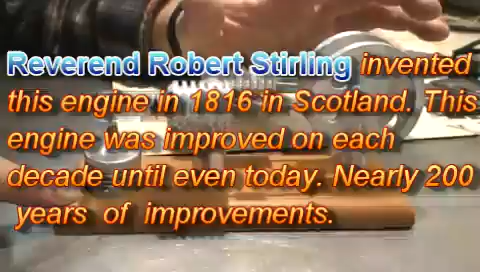 Reverend Robert Stirling invented
this engine in 1816 in Scotland. This
engine was improved on each
decade until even today. Nearly 200
years of improvements.